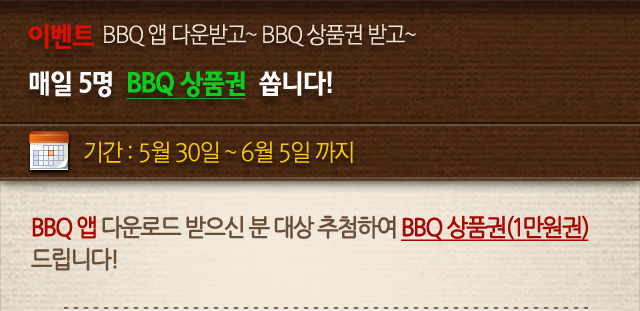 이벤트 BBQ 앱 다운받고~ BBQ 상품권 받고~
매일 5명 BBQ 상품권 쏩니다!
기간 : 5월 30일 ~ 6월 5일 까지
BBQ 앱 다운로드 받으신 분 대상 추첨하여 BBQ 상품권(1만원권)
드립니다!